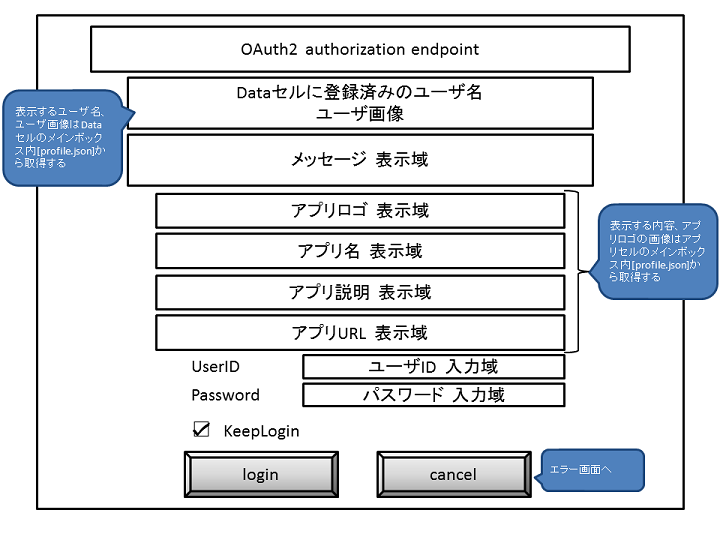 OAuth2 authorization endpoint
Dataセルに登録済みのユーザ名
ユーザ画像
表示するユーザ名、
ユーザ画像はData
セルのメインボック
ス内[profile.json]か
ら取得する
メッセージ 表示域
アプリロゴ 表示域
アプリ名 表示域
アプリ説明 表示域
アプリURL 表示域
表示する内容、アプ
リロゴの画像はアプ
リセルのメインボック
ス内[profile.json]か
ら取得する
UserID ユーザID 入力域
Password パスワード 入力域
KeepLogin
login cancel
エラー画面へ